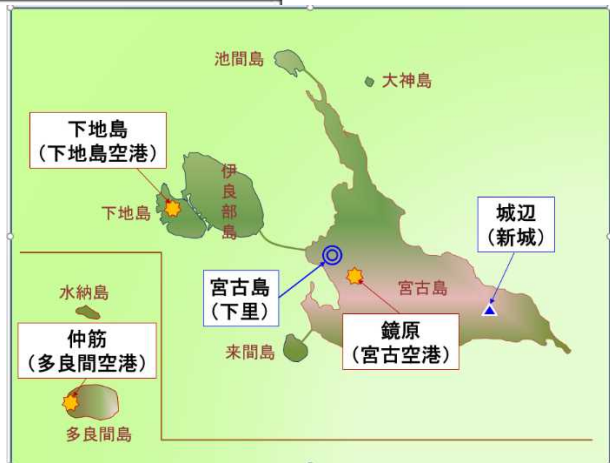 池間島
大神島
下地島
(下地島空港)
伊良部島
下地島
城辺
(新城)
宮古島
(下里)
宮古島
水納島
鏡原
(宮古空港)
仲筋
(多良間空港)
来間島
多良間島